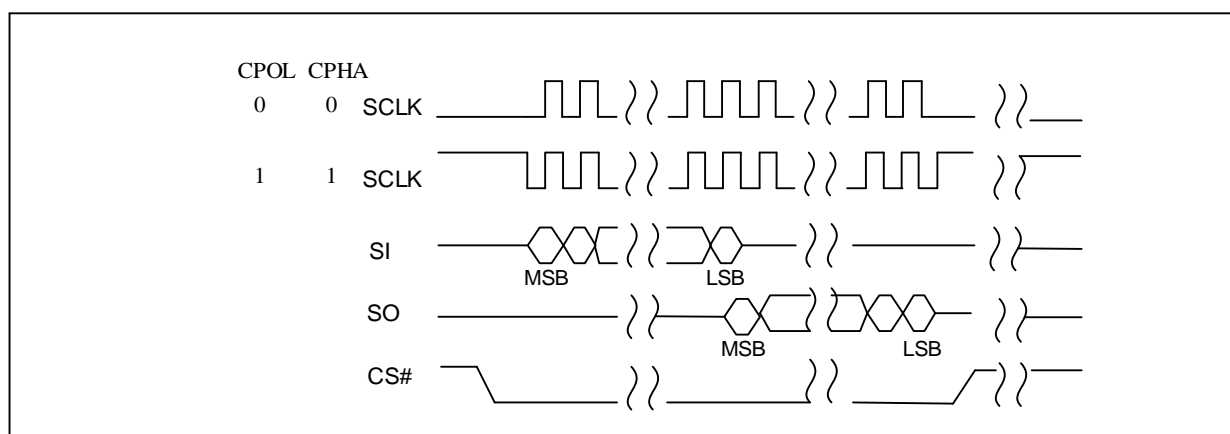 CPOL CPHA
0 0 SCLK
1 1 SCLK
SI
MSB LSB
SO
MSB LSB
CS#